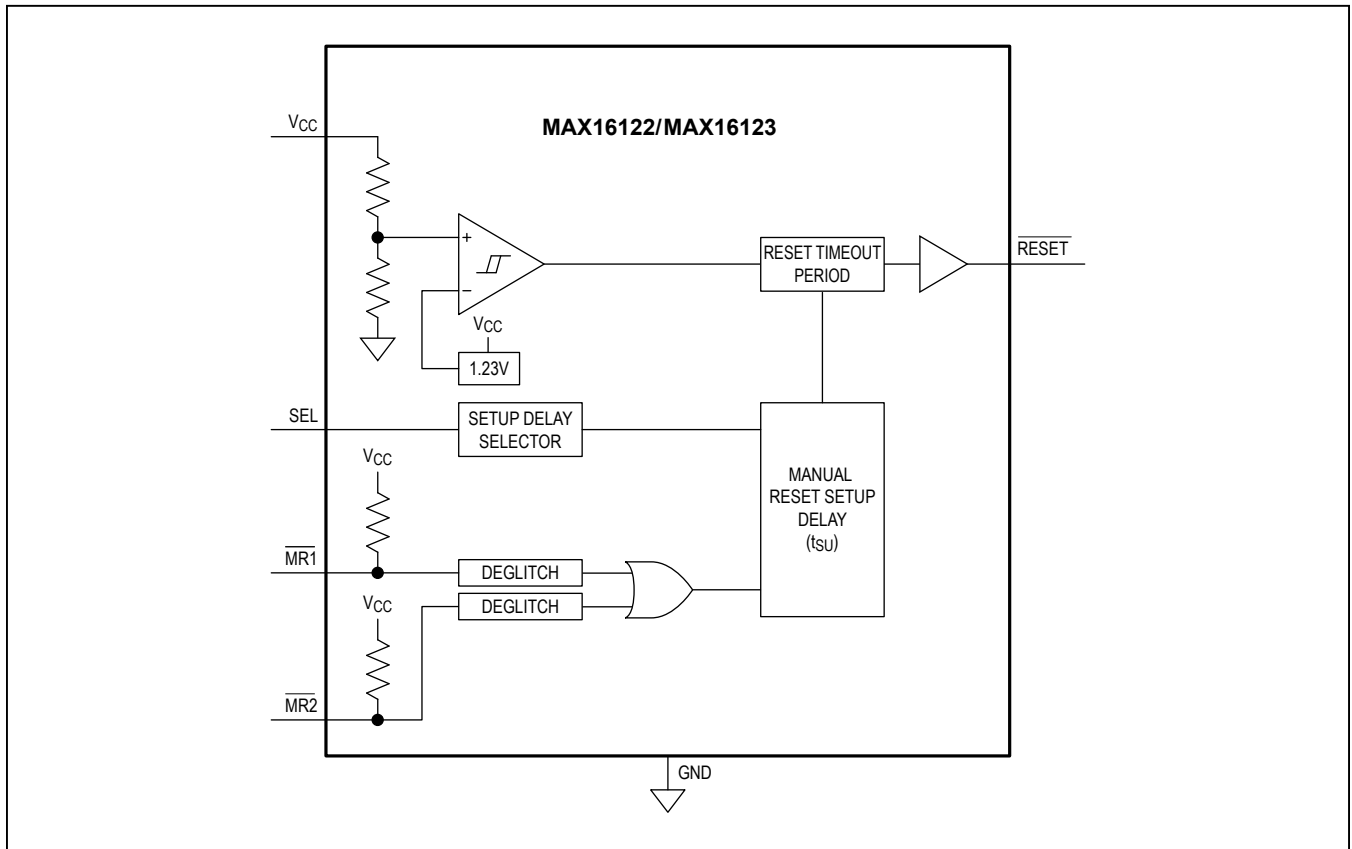 MAX16122/MAX16123
VCC
+
−
VCC
1.23V
RESET TIMEOUT
PERIOD
RESET
SEL
SETUP DELAY
SELECTOR
VCC
MANUAL
RESET SETUP
DELAY
(tSU)
MR1
DEGLITCH
DEGLITCH
VCC
MR2
GND